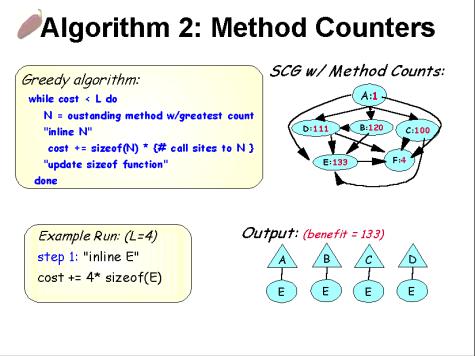 Algorithm 2: Method Counters
Greedy algorithm:
while cost < L do
N = oustanding method w/greatest count
"inline N"
cost += sizeof(N) * {# call sites to N }
"update sizeof function"
done
SCG w/ Method Counts:
A:1
D:111
B:120
C:100
E:133
F:4
Example Run: (L=4)
step 1: "inline E"
cost += 4* sizeof(E)
Output: (benefit = 133)
A B C D
E E E E